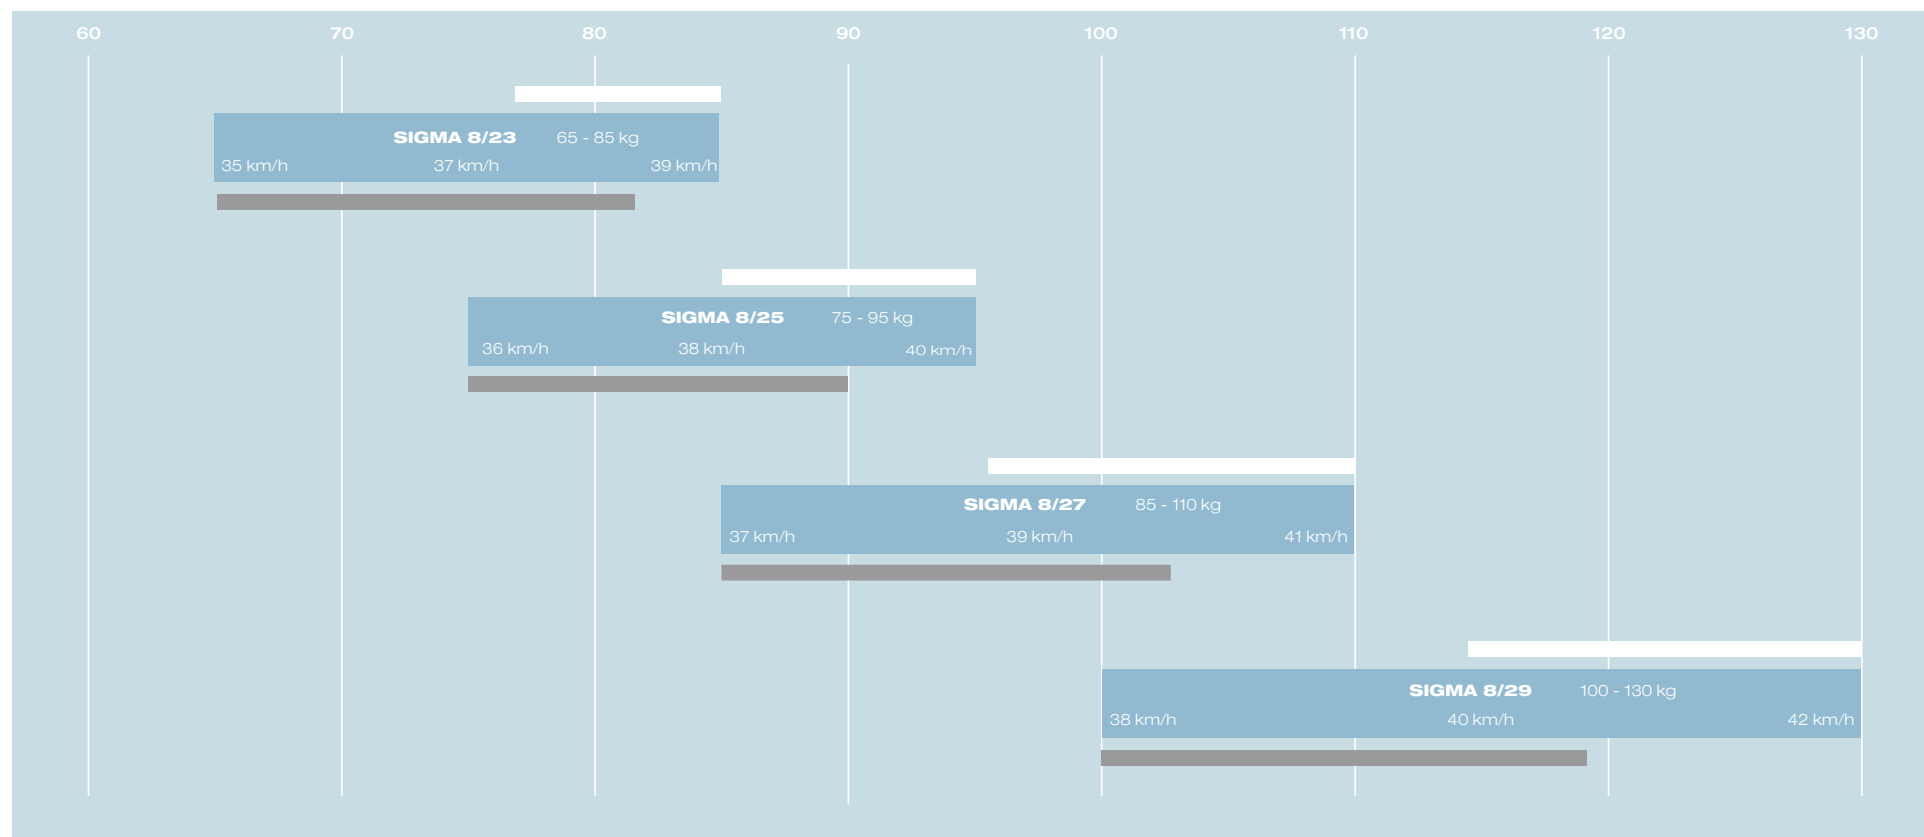 60 70 80 90 100 110 120 130
SIGMA 8/23 65 - 85 kg
35 km/h 37 km/h 39 km/h
SIGMA 8/25 75 - 95 kg
36 km/h 38 km/h 40 km/h
SIGMA 8/27 85 - 110 kg
37 km/h 39 km/h 41 km/h
SIGMA 8/29 100 - 130 kg
38 km/h 40 km/h 42 km/h